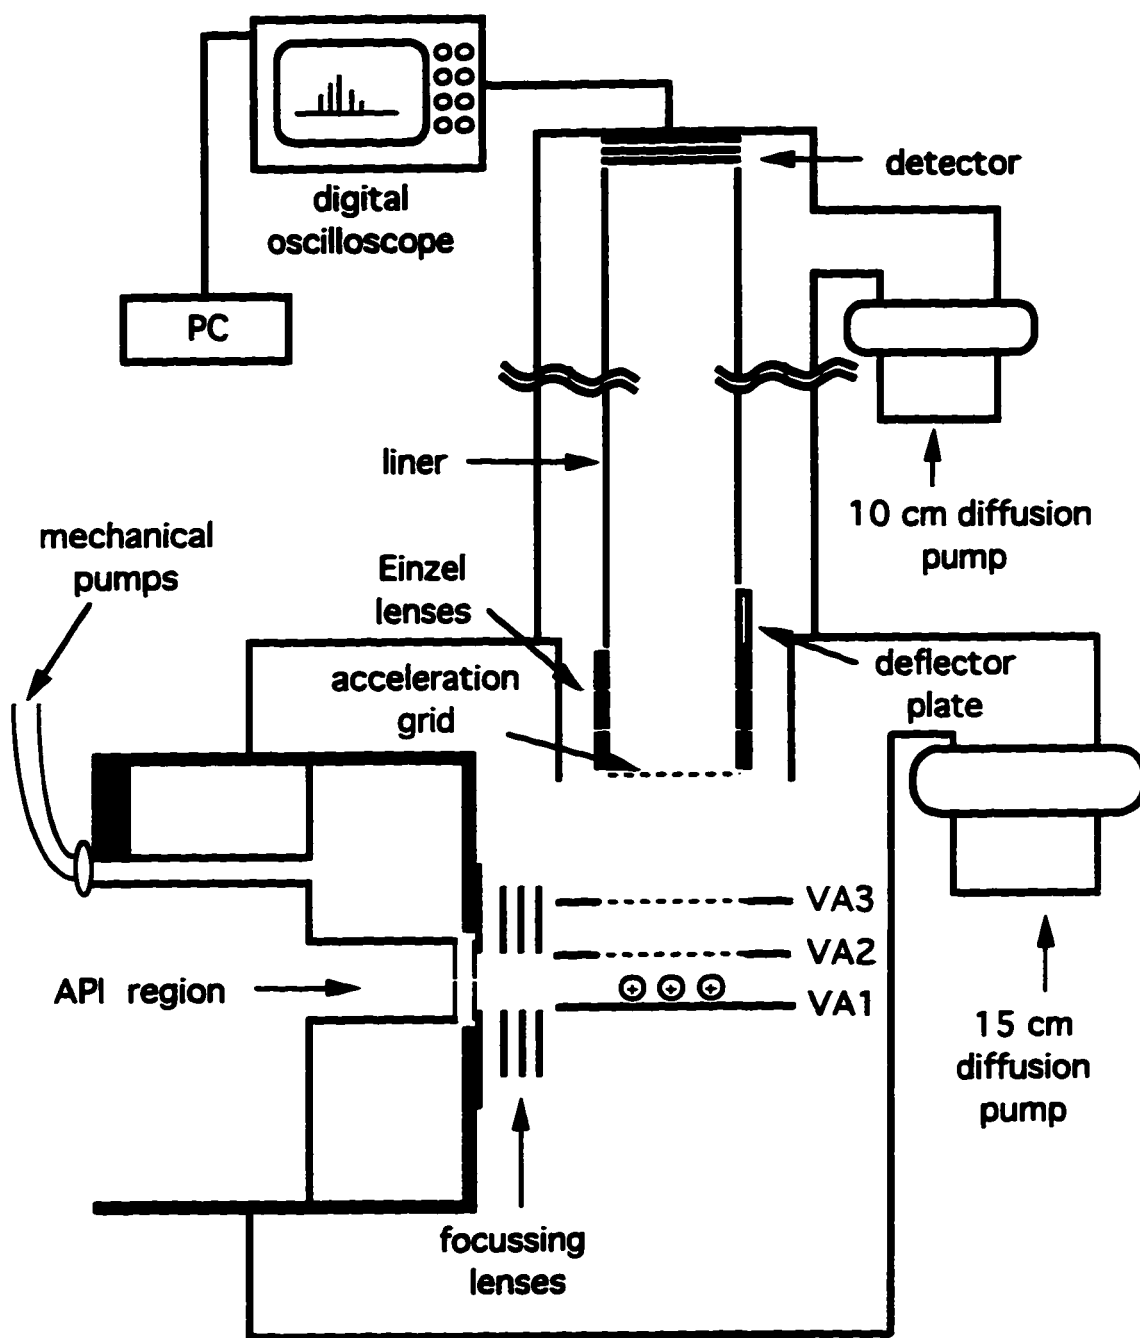 digital
oscilloscope
PC
detector
liner
10 cm diffusion
pump
mechanical
pumps
Einzel
lenses
acceleration
grid
deflector
plate
VA3
VA2
VA1
API region
15 cm
diffusion
pump
focussing
lenses